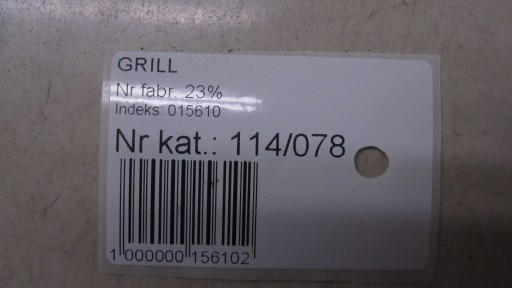 GRILL
Nr fabr. 23%
Indeks: 015610
Nr kat.: 114/078
1 000000 156102